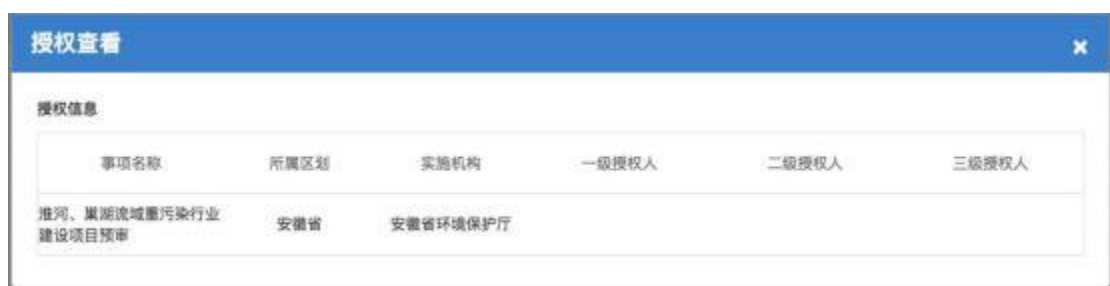 授权查看
授权信息
事项名称 所属区划 实施机构 一级授权人 二级授权人 三级授权人
淮河、巢湖流域重污染行业
建设项目预审 安徽省 安徽省环境保护厅